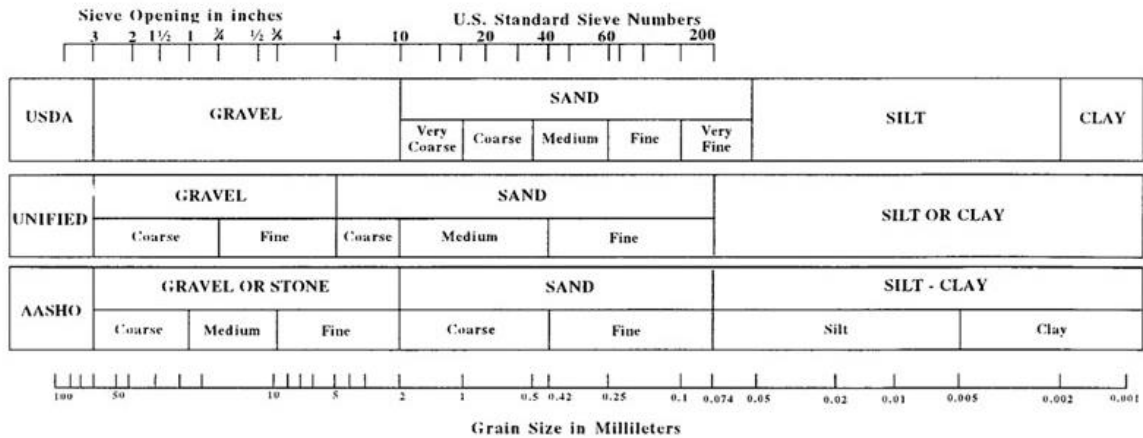 Sieve Opening in inches U.S. Standard Sieve Numbers
3 2 1½ 1 ¾ ½ ⅜ 4 10 20 40 60 200
USDA GRAVEL SAND SILT CLAY
Very Coarse Coarse Medium Fine Very Fine
UNIFIED GRAVEL SAND SILT OR CLAY
Coarse Fine Coarse Medium Fine
AASHO GRAVEL OR STONE SAND SILT - CLAY
Coarse Medium Fine Coarse Fine Silt Clay
100 50 10 5 2 1 0.5 0.42 0.25 0.1 0.074 0.05 0.02 0.01 0.005 0.002 0.001
Grain Size in Millileters